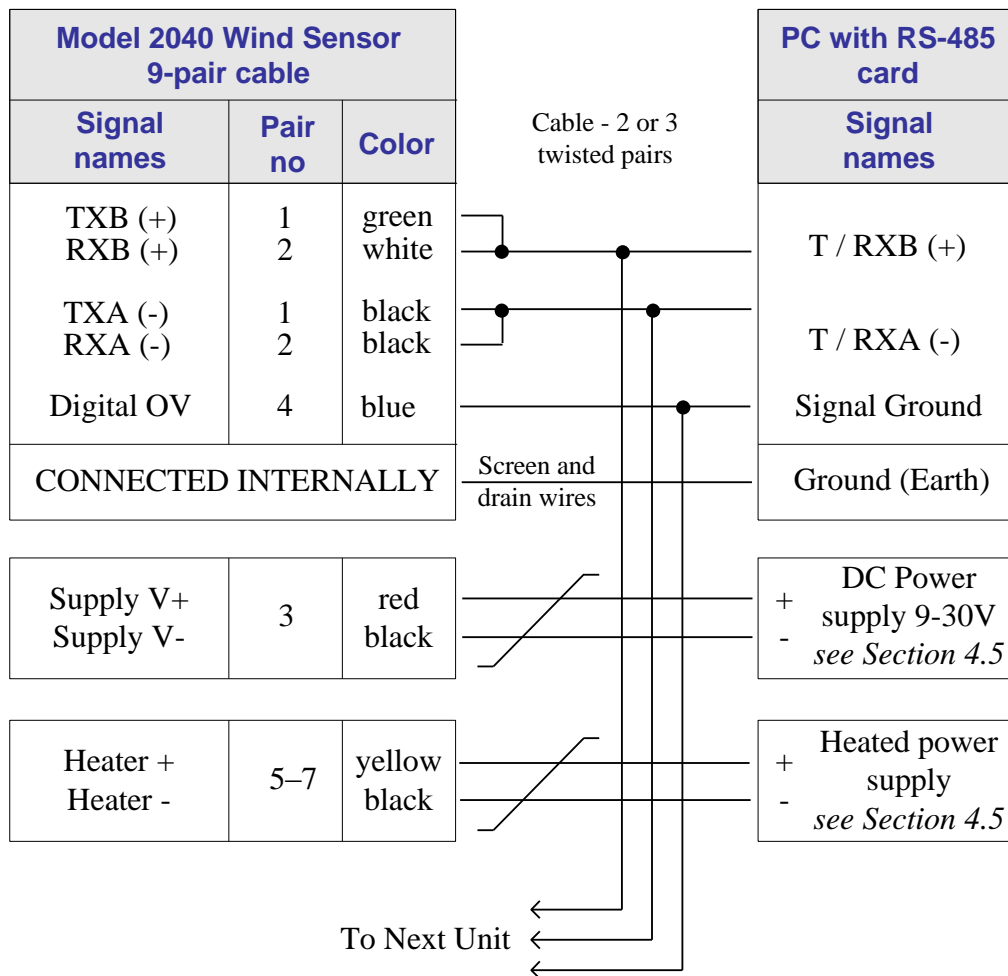 Model 2040 Wind Sensor
9-pair cable
PC with RS-485
card
Signal
names
Pair
no
Color
Cable - 2 or 3
twisted pairs
Signal
names
TXB (+) 1 green
RXB (+) 2 white
T / RXB (+)
TXA (-) 1 black
RXA (-) 2 black
T / RXA (-)
Digital OV 4 blue
Signal Ground
CONNECTED INTERNALLY
Screen and
drain wires
Ground (Earth)
Supply V+
Supply V-
3
red
black
+
-
DC Power
supply 9-30V
see Section 4.5
Heater +
Heater -
5–7
yellow
black
+
-
Heated power
supply
see Section 4.5
To Next Unit